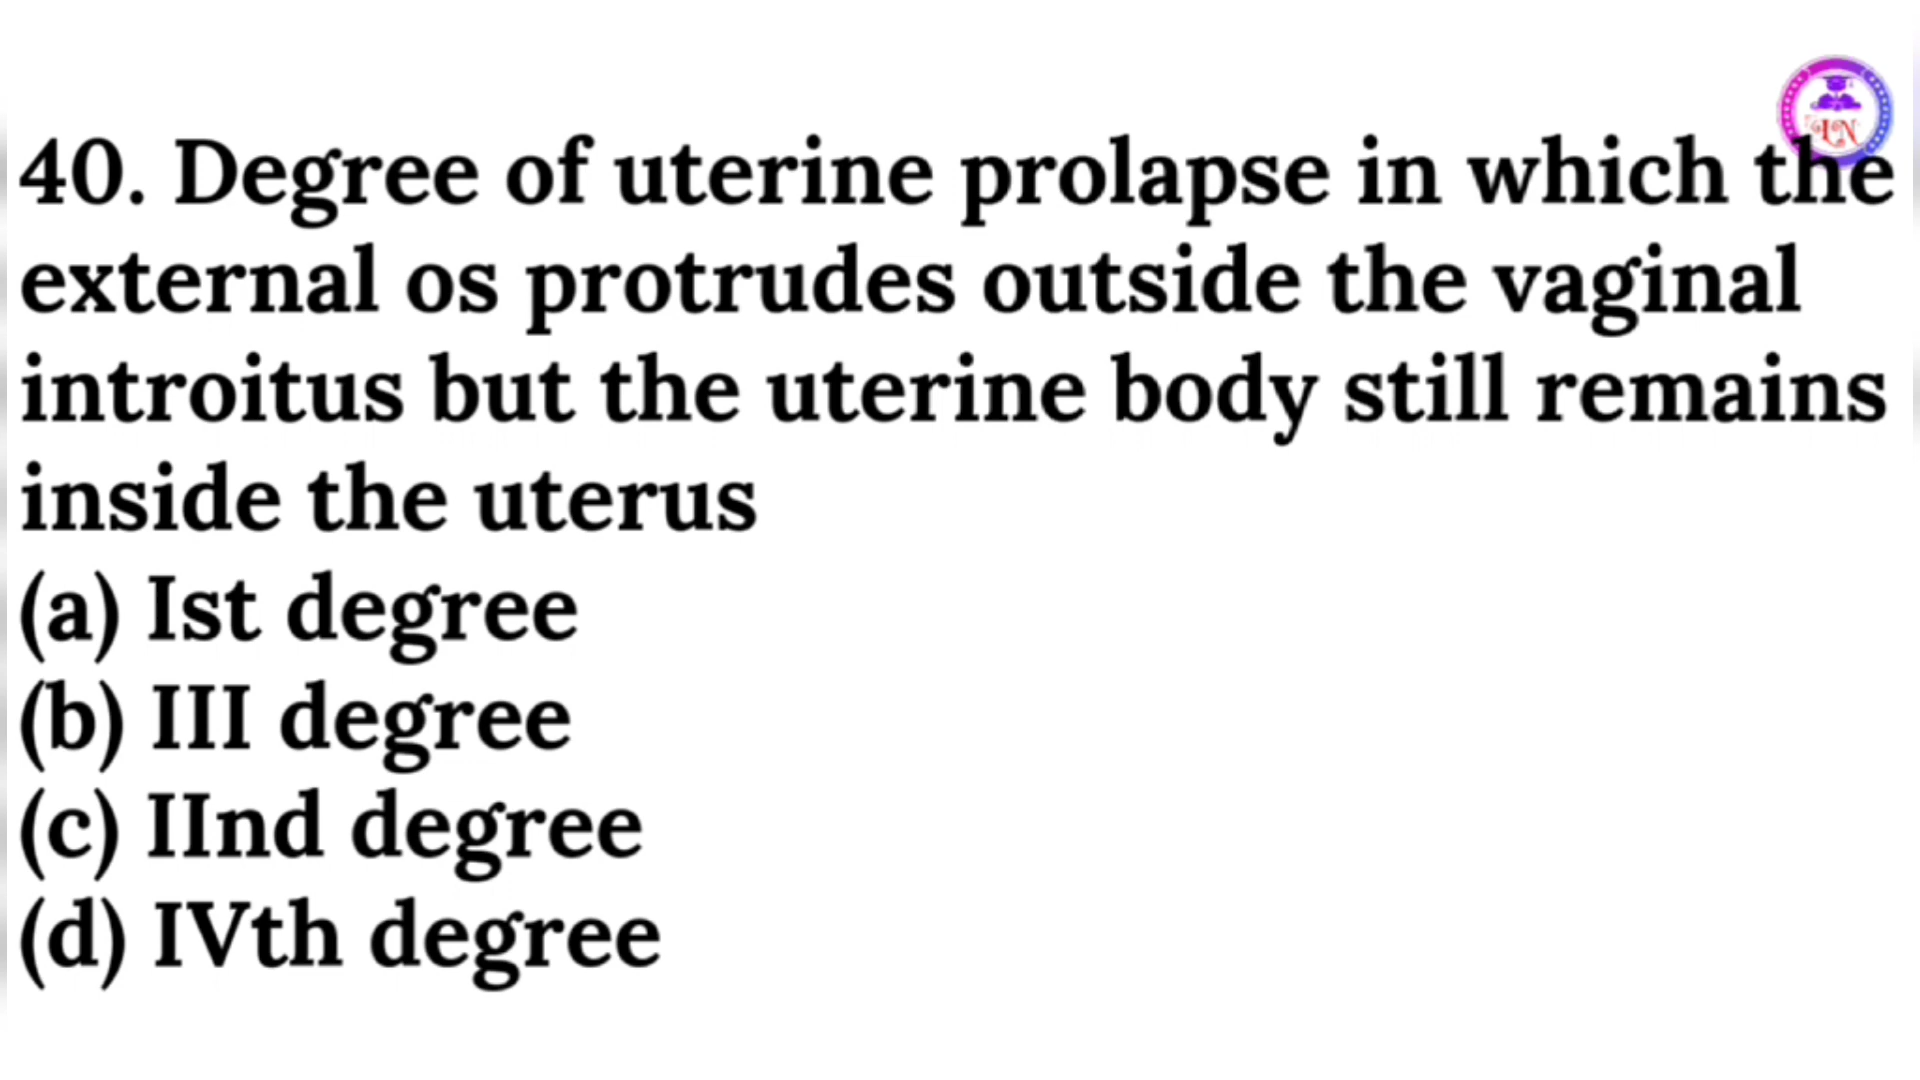 LN
40. Degree of uterine prolapse in which the
external os protrudes outside the vaginal
introitus but the uterine body still remains
inside the uterus
(a) Ist degree
(b) III degree
(c) IInd degree
(d) IVth degree